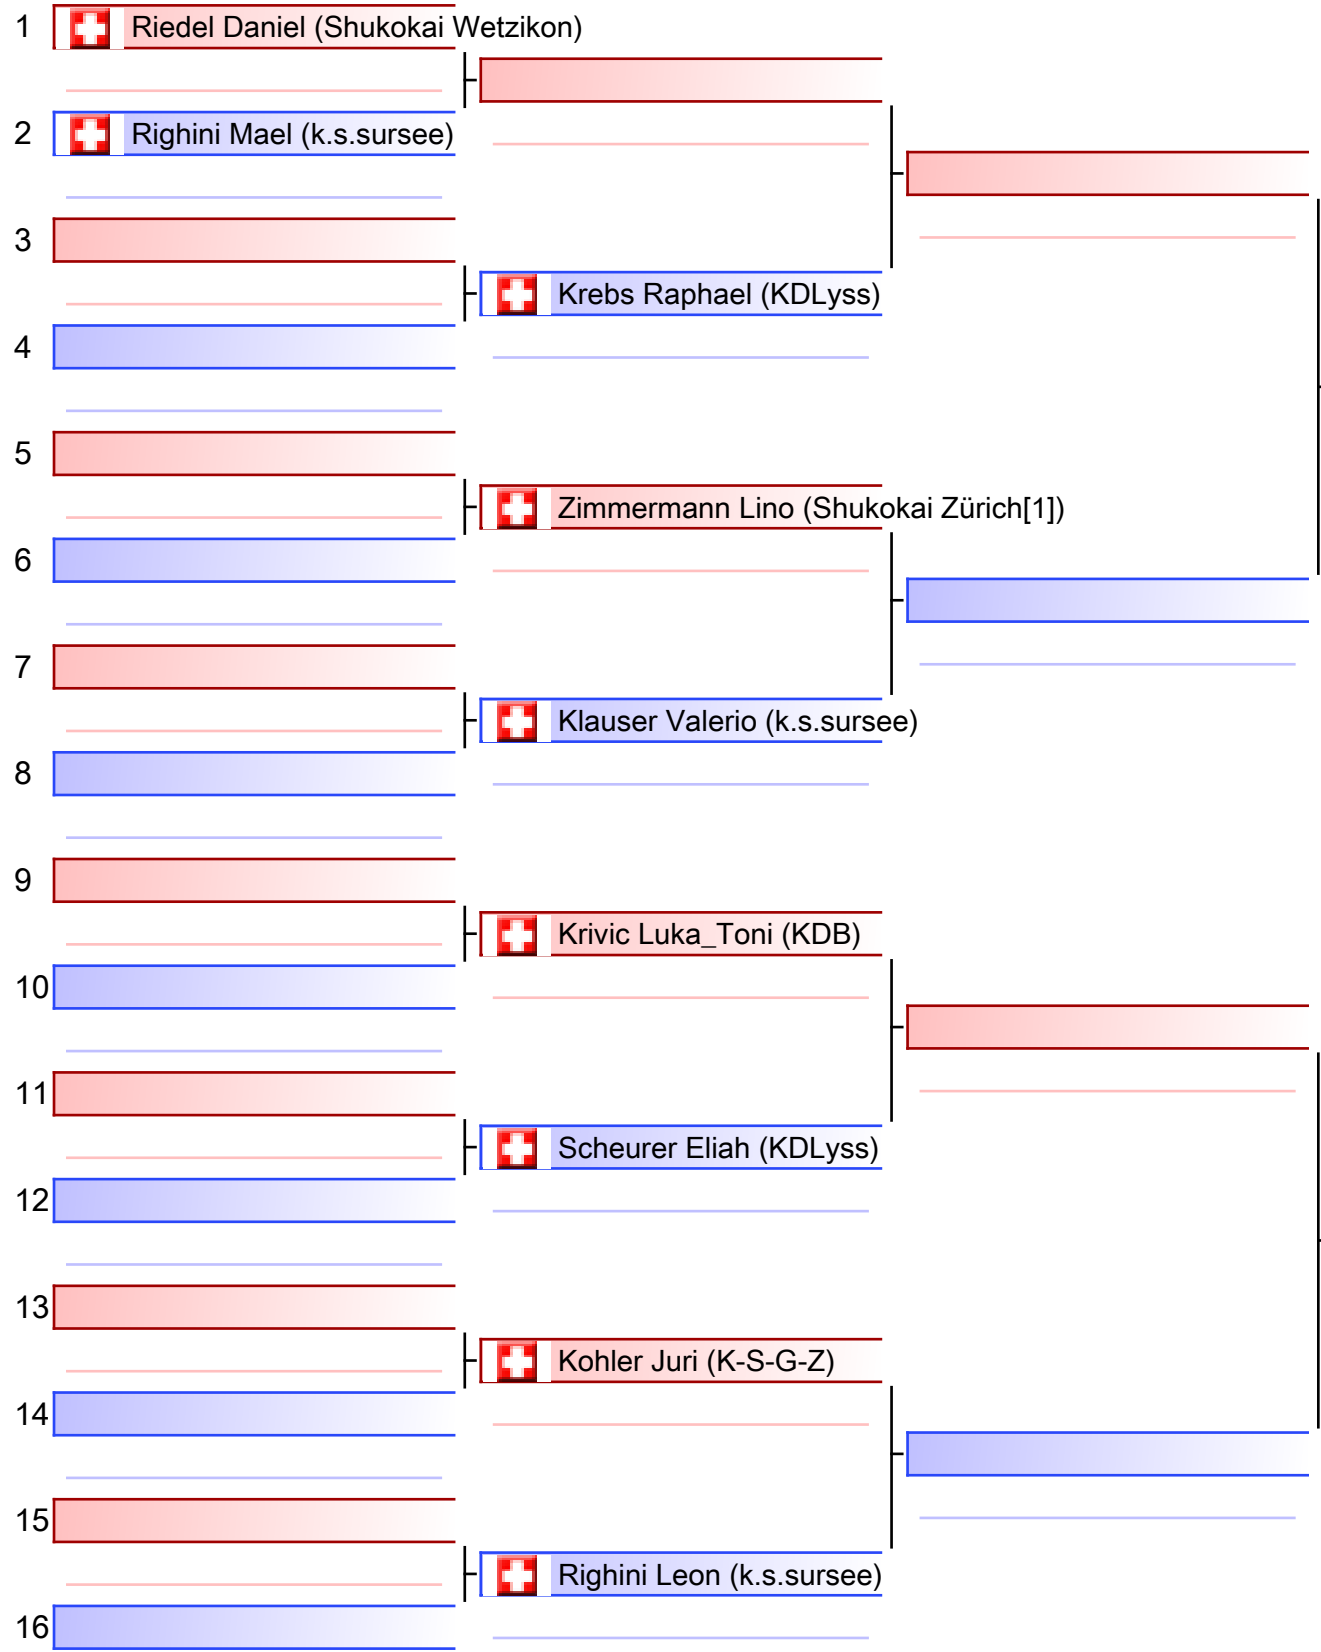 1 Riedel Daniel (Shukokai Wetzikon)
2 Righini Mael (k.s.sursee)
3
Krebs Raphael (KDLyss)
4
5
Zimmermann Lino (Shukokai Zürich[1])
6
7
Klauser Valerio (k.s.sursee)
8
9
Krivic Luka_Toni (KDB)
10
11
Scheurer Eliah (KDLyss)
12
13
Kohler Juri (K-S-G-Z)
14
15
Righini Leon (k.s.sursee)
16